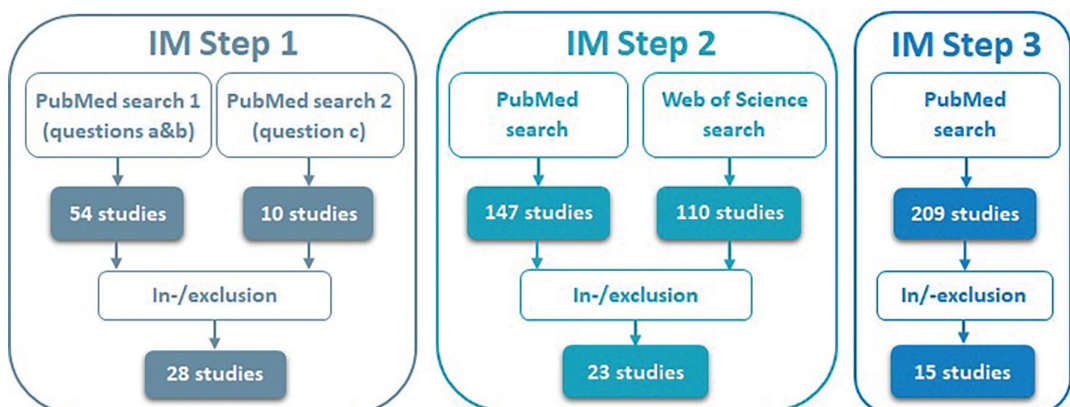 IM Step 1
PubMed search 1
(questions a&b)
PubMed search 2
(question c)
54 studies
10 studies
In-/exclusion
28 studies
IM Step 2
PubMed
search
Web of Science
search
147 studies
110 studies
In-/exclusion
23 studies
IM Step 3
PubMed
search
209 studies
In/-exclusion
15 studies